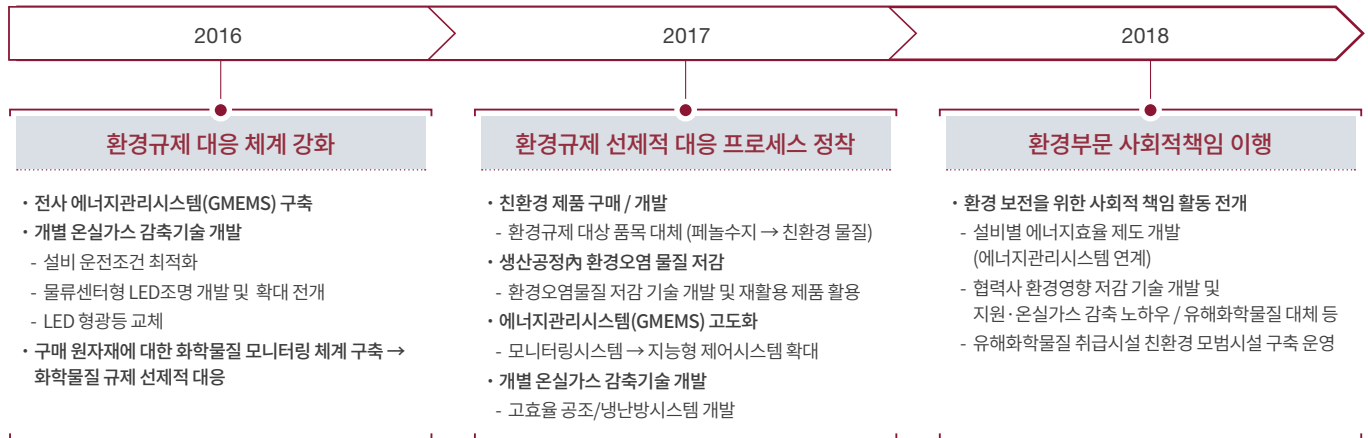 2016
2017
2018
환경규제 대응 체계 강화
· 전사 에너지관리시스템(GMEMS) 구축
· 개별 온실가스 감축기술 개발
- 설비 운전조건 최적화
- 물류센터형 LED조명 개발 및 확대 전개
- LED 형광등 교체
· 구매 원자재에 대한 화학물질 모니터링 체계 구축 →
화학물질 규제 선제적 대응
환경규제 선제적 대응 프로세스 정착
· 친환경 제품 구매 / 개발
- 환경규제 대상 품목 대체 (페놀수지 → 친환경 물질)
· 생산공정內 환경오염 물질 저감
- 환경오염물질 저감 기술 개발 및 재활용 제품 활용
· 에너지관리시스템(GMEMS) 고도화
- 모니터링시스템 → 지능형 제어시스템 확대
· 개별 온실가스 감축기술 개발
- 고효율 공조/냉난방시스템 개발
환경부문 사회적책임 이행
· 환경 보전을 위한 사회적 책임 활동 전개
- 설비별 에너지효율 제도 개발
(에너지관리시스템 연계)
- 협력사 환경영향 저감 기술 개발 및
지원·온실가스 감축 노하우 / 유해화학물질 대체 등
- 유해화학물질 취급시설 친환경 모범시설 구축 운영